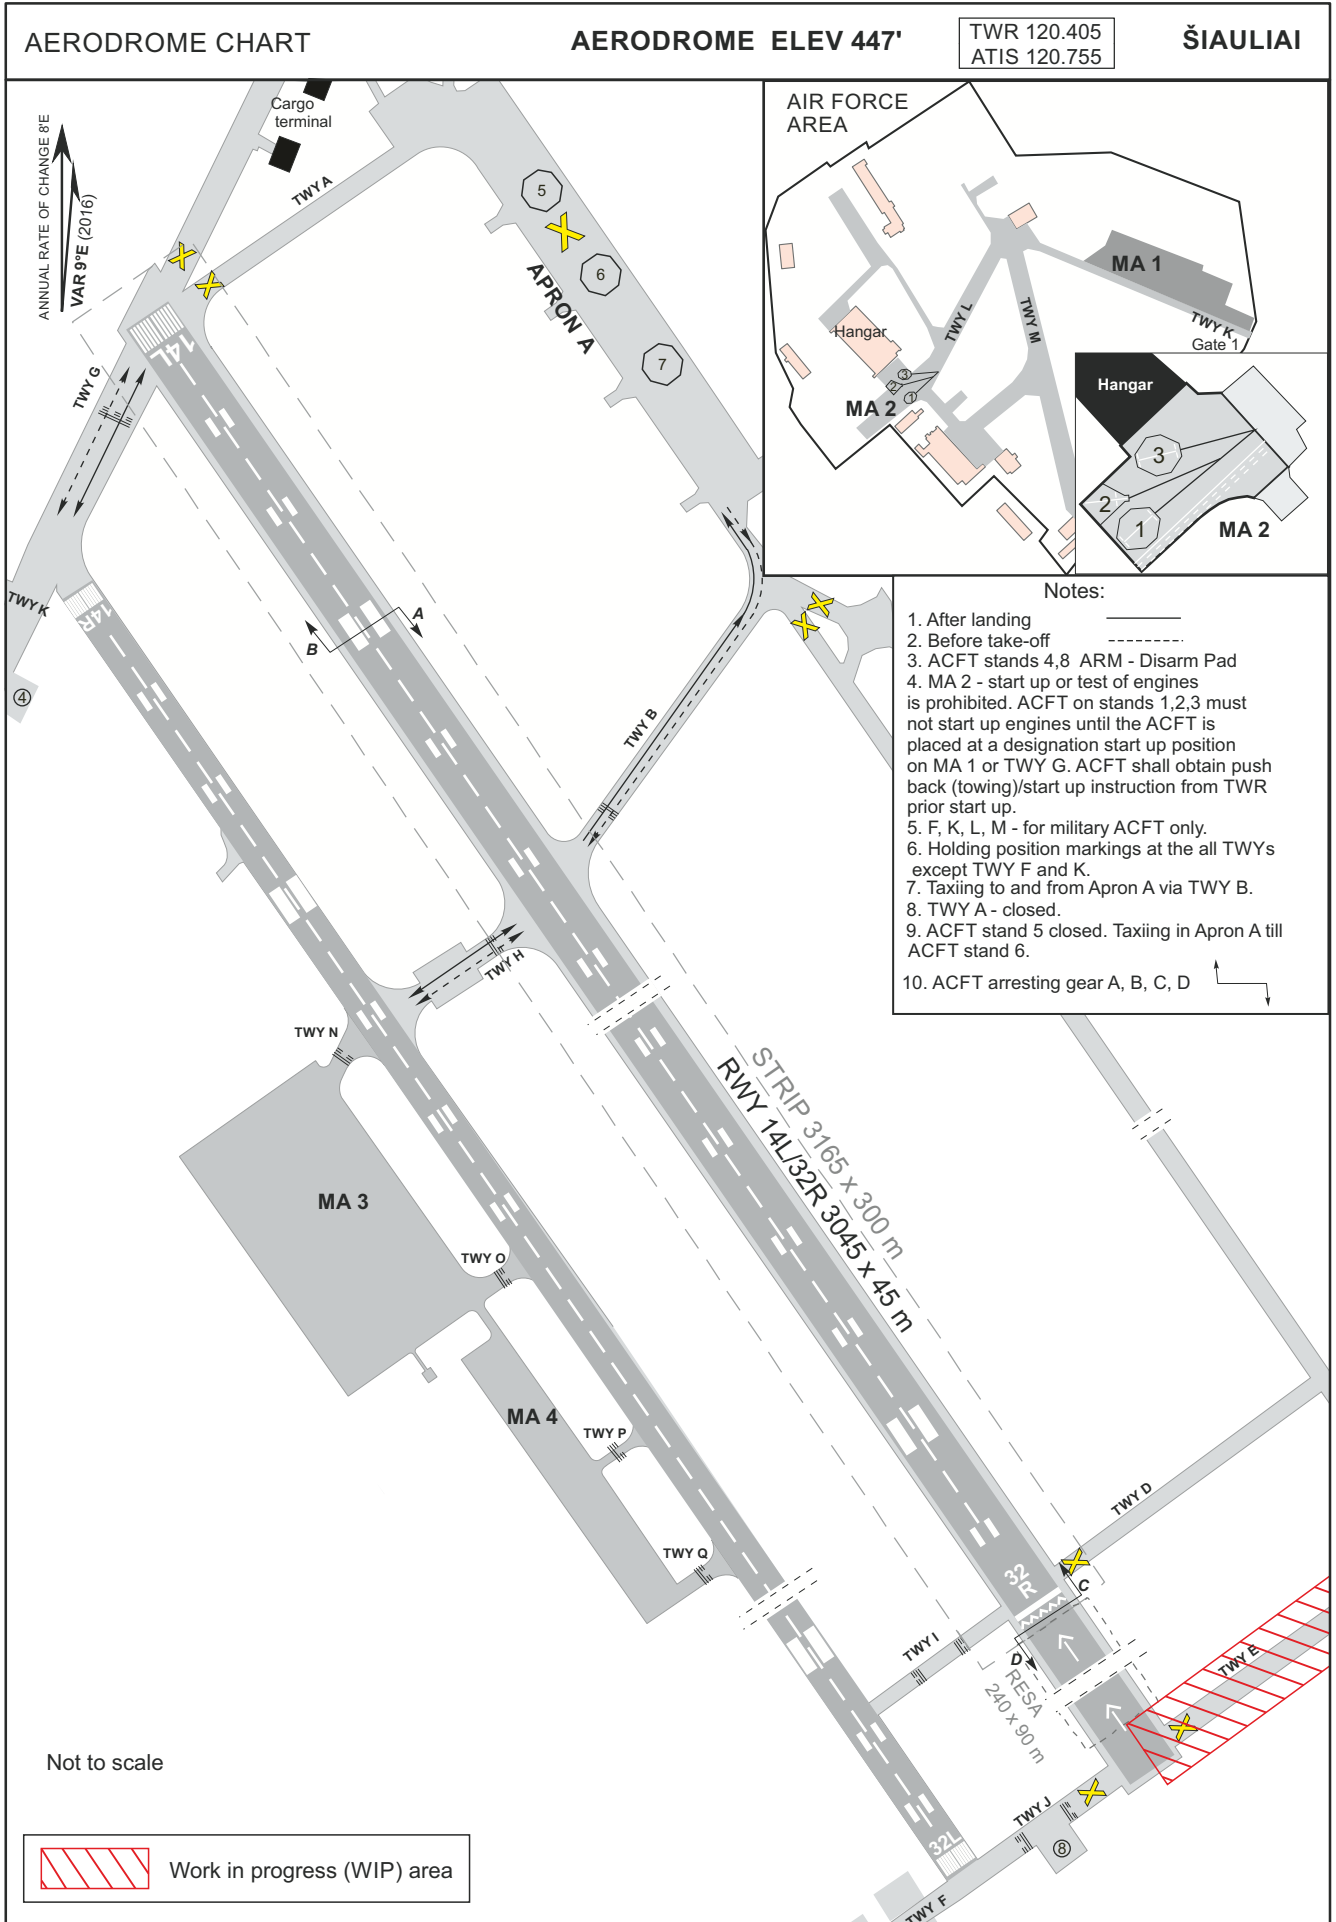 AERODROME CHART
AERODROME ELEV 447'
TWR 120.405
ATIS 120.755
ŠIAULIAI
ANNUAL RATE OF CHANGE 8'E
VAR 9°E (2016)
Cargo
terminal
TWY A
5
6
7
APRON A
14L
TWY G
TWY K
14R
4
A
B
TWY B
TWY H
TWY N
MA 3
TWY O
MA 4
TWY P
TWY Q
STRIP 3165 x 300 m
RWY 14L/32R 3045 x 45 m
TWY D
32
R
C
D
TWY I
RESA
240 x 90 m
TWY E
TWY J
8
32L
TWY F
AIR FORCE
AREA
MA 1
TWY L
TWY M
TWY K
Gate 1
Hangar
3
2
1
MA 2
Hangar
3
2
1
MA 2
Notes:
1. After landing
2. Before take-off
3. ACFT stands 4,8 ARM - Disarm Pad
4. MA 2 - start up or test of engines
is prohibited. ACFT on stands 1,2,3 must
not start up engines until the ACFT is
placed at a designation start up position
on MA 1 or TWY G. ACFT shall obtain push
back (towing)/start up instruction from TWR
prior start up.
5. F, K, L, M - for military ACFT only.
6. Holding position markings at the all TWYs
except TWY F and K.
7. Taxiing to and from Apron A via TWY B.
8. TWY A - closed.
9. ACFT stand 5 closed. Taxiing in Apron A till
ACFT stand 6.
10. ACFT arresting gear A, B, C, D
Not to scale
Work in progress (WIP) area